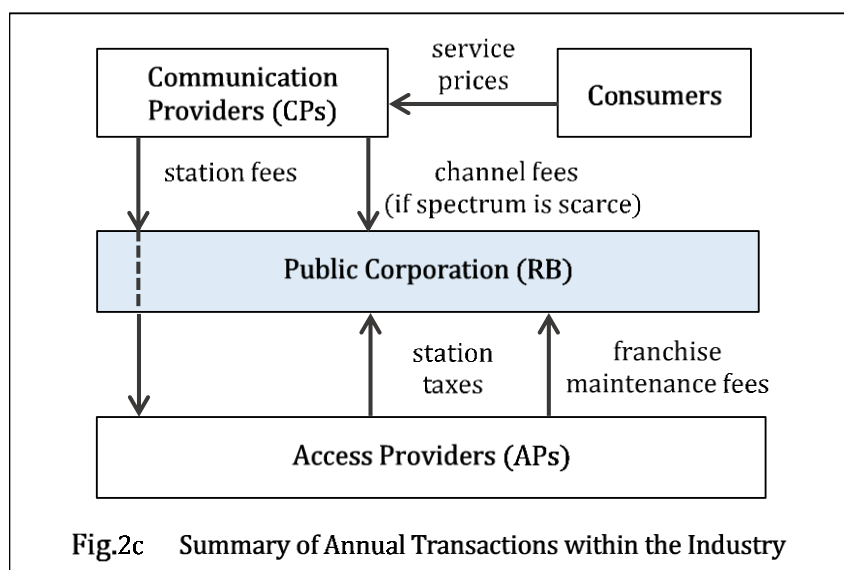 service
prices
Communication
Providers (CPs)
Consumers
station fees
channel fees
(if spectrum is scarce)
Public Corporation (RB)
station
taxes
franchise
maintenance fees
Access Providers (APs)
Fig.2c Summary of Annual Transactions within the Industry